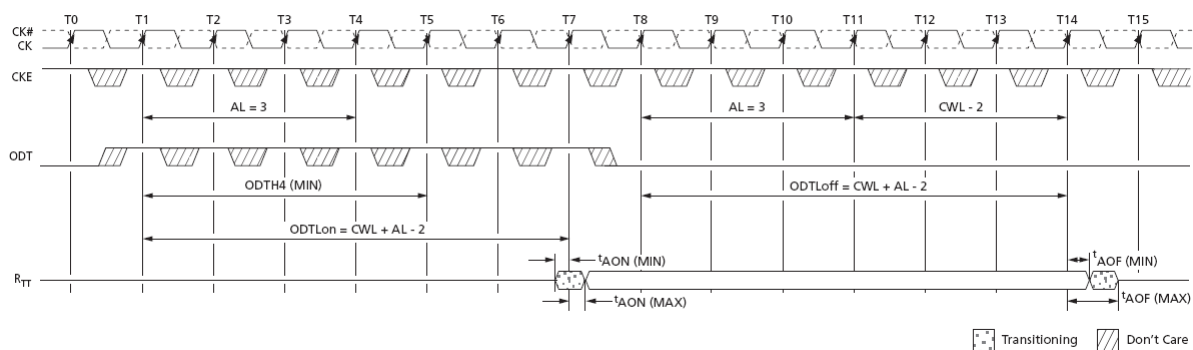 T0 T1 T2 T3 T4 T5 T6 T7 T8 T9 T10 T11 T12 T13 T14 T15
CK#
CK
CKE
AL = 3 AL = 3 CWL - 2
ODT
ODTH4 (MIN) ODTLoff = CWL + AL - 2
ODTLon = CWL + AL - 2
tAON (MIN) tAOF (MIN)
RTT
tAON (MAX) tAOF (MAX)
Transitioning Don't Care